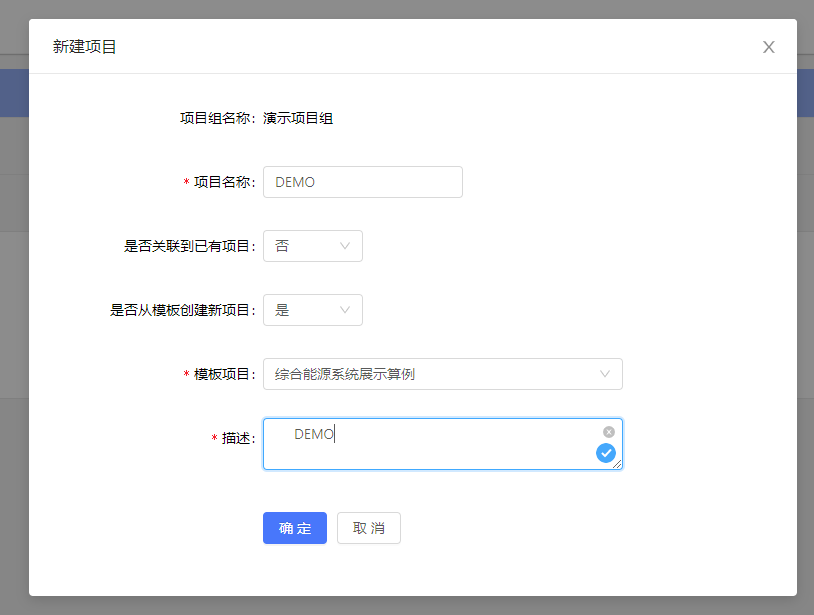 新建项目
项目组名称: 演示项目组
* 项目名称: DEMO
是否关联到已有项目: 否
是否从模板创建新项目: 是
* 模板项目: 综合能源系统展示算例
* 描述: DEMO
确定 取消